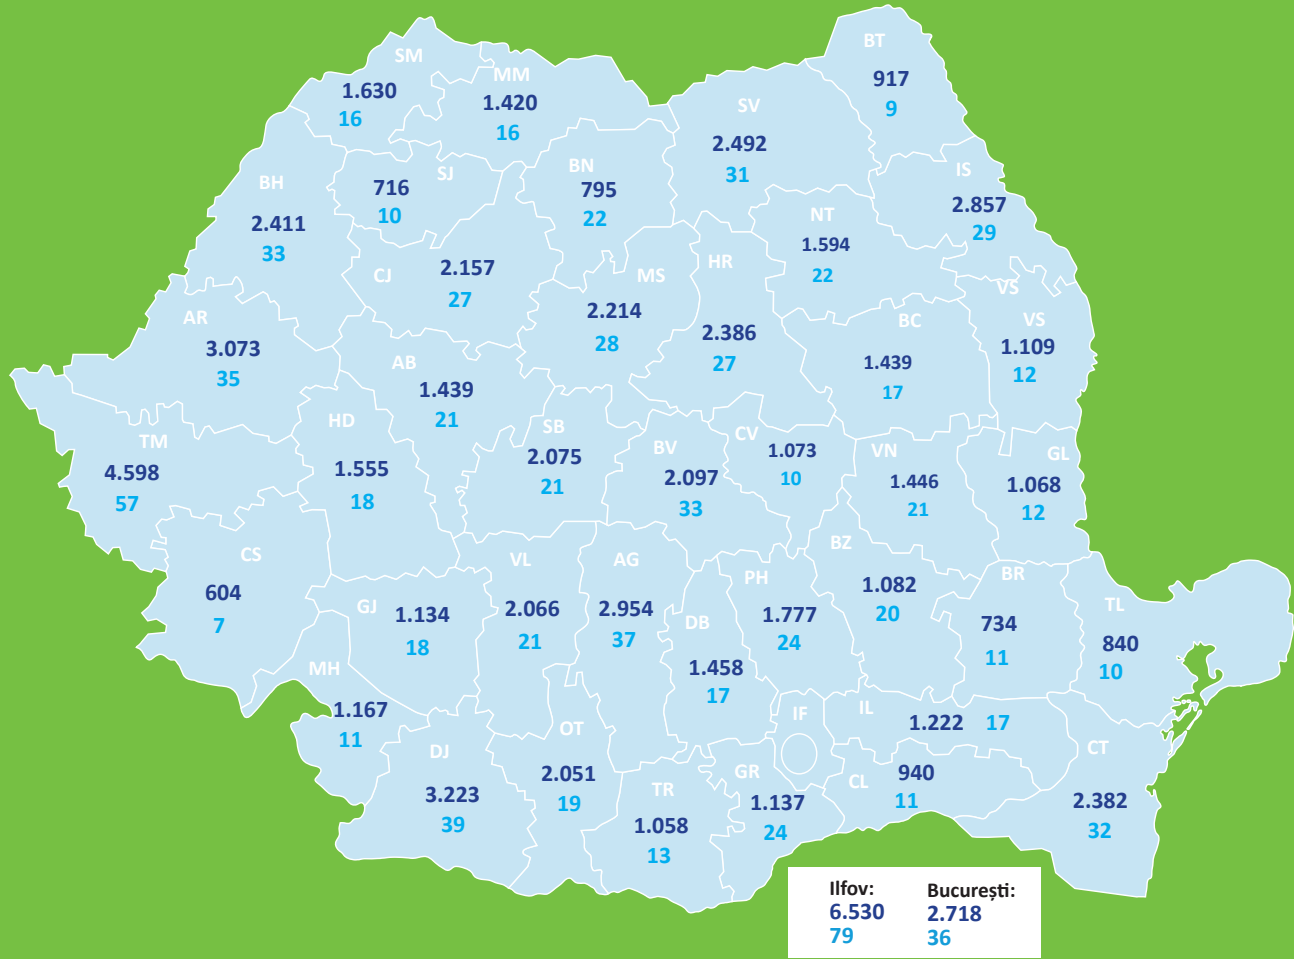 BT
917
9
SM
1.630
16
MM
1.420
16
SV
2.492
31
IS
2.857
29
BH
2.411
33
SJ
716
10
BN
795
22
NT
1.594
22
CJ
2.157
27
MS
2.214
28
HR
2.386
27
VS
VS
1.109
12
BC
1.439
17
AR
3.073
35
AB
1.439
21
TM
4.598
57
HD
1.555
18
SB
2.075
21
BV
2.097
33
CV
1.073
10
VN
1.446
21
GL
1.068
12
CS
604
7
GJ
1.134
18
VL
2.066
21
AG
2.954
37
DB
1.458
17
PH
1.777
24
BZ
1.082
20
BR
734
11
TL
840
10
MH
1.167
11
DJ
3.223
39
OT
2.051
19
TR
1.058
13
GR
1.137
24
IF
IL
1.222 17
CL
940
11
CT
2.382
32
Ilfov: București:
6.530 2.718
79 36